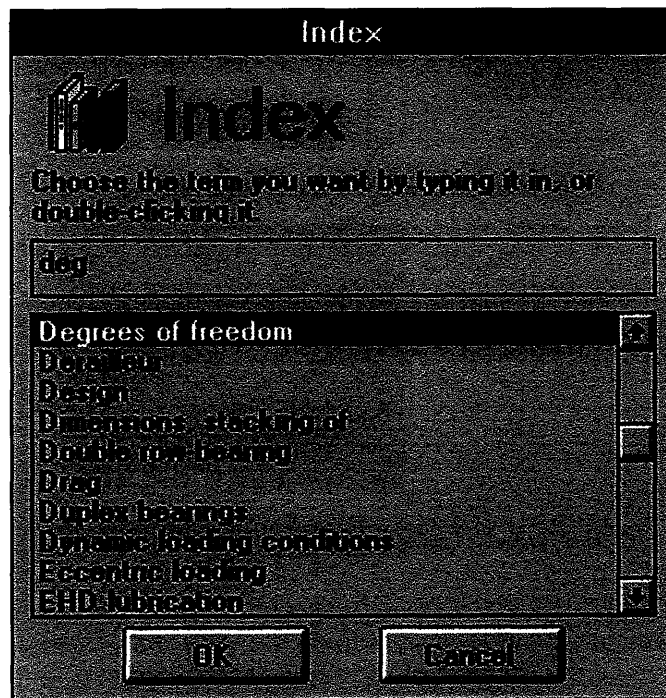 Index
Index
Choose the term you want by typing it in, or
double-clicking it.
deg
Degrees of freedom
Derailleurs
Design
Dimensions, stacking of
Double row bearing
Drag
Duplex bearings
Dynamic loading conditions
Eccentric loading
EHD lubrication
OK
Cancel